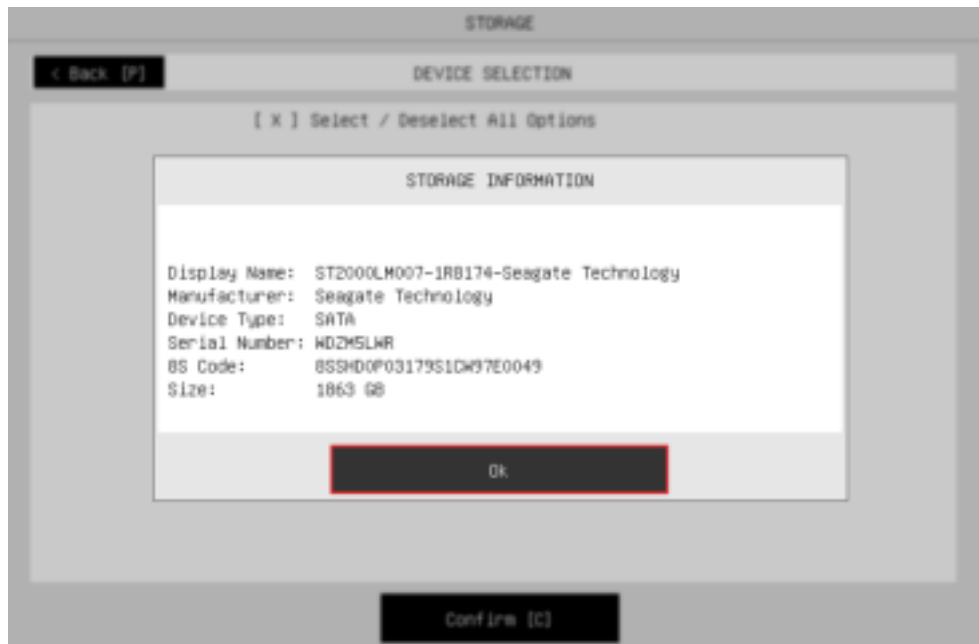 STORAGE
< Back [P]
DEVICE SELECTION
[ X ] Select / Deselect All Options
STORAGE INFORMATION
Display Name: ST2000LM007-1R8174-Seagate Technology
Manufacturer: Seagate Technology
Device Type: SATA
Serial Number: WDZM5LWR
8S Code: 8SSHD0P03179S1CW97E0049
Size: 1863 GB
Ok
Confirm [C]